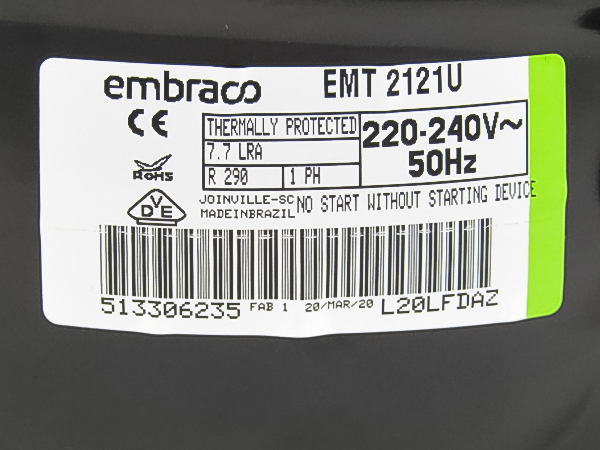 embraco EMT 2121U
CE
THERMALLY PROTECTED
7.7 LRA
R 290 1 PH
220-240V~
50Hz
RoHS
VDE
JOINVILLE-SC
MADEINBRAZIL
NO START WITHOUT STARTING DEVICE
513306235 FAB 1 20/MAR/20 L20LFDAZ